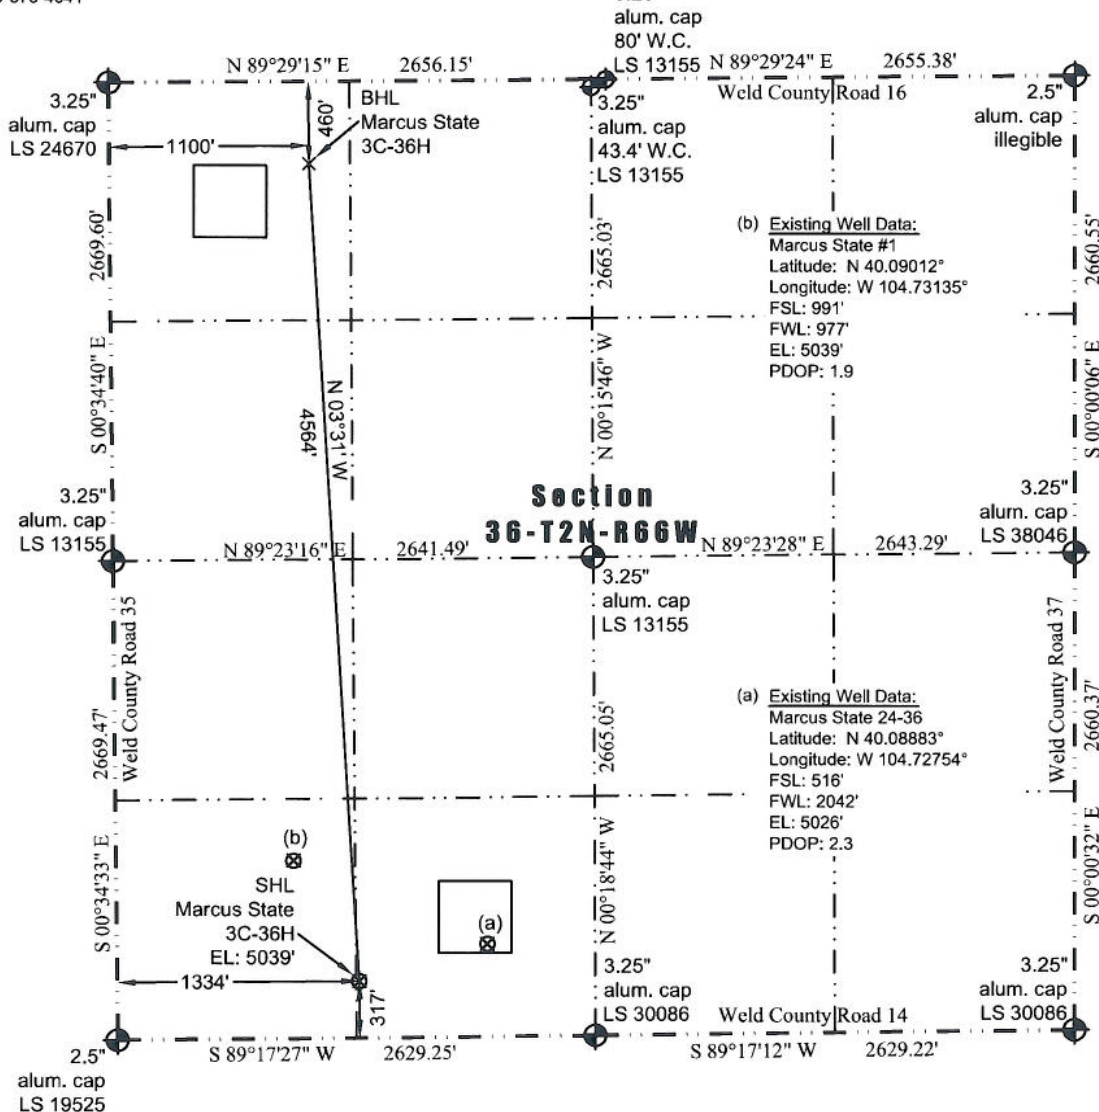 alum. cap
80' W.C.
LS 13155
N 89°29'15" E 2656.15'
N 89°29'24" E 2655.38'
Weld County Road 16
3.25"
alum. cap
LS 24670
460'
1100'
BHL
Marcus State
3C-36H
3.25"
alum. cap
43.4' W.C.
LS 13155
2.5"
alum. cap
illegible
2669.60'
S 00°34'40" E
2665.03'
N 00°15'46" W
2660.55'
S 00°00'06" E
(b) Existing Well Data:
Marcus State #1
Latitude: N 40.09012°
Longitude: W 104.73135°
FSL: 991'
FWL: 977'
EL: 5039'
PDOP: 1.9
N 03°31' W
4564'
Section
36-T2N-R66W
3.25"
alum. cap
LS 13155
3.25"
alum. cap
LS 38046
N 89°23'16" E 2641.49'
N 89°23'28" E 2643.29'
3.25"
alum. cap
LS 13155
Weld County Road 35
2669.47'
S 00°34'33" E
2665.05'
N 00°18'44" W
Weld County Road 37
2660.37'
S 00°00'32" E
(a) Existing Well Data:
Marcus State 24-36
Latitude: N 40.08883°
Longitude: W 104.72754°
FSL: 516'
FWL: 2042'
EL: 5026'
PDOP: 2.3
(b)
SHL
Marcus State
3C-36H
EL: 5039'
(a)
1334'
317'
3.25"
alum. cap
LS 30086
3.25"
alum. cap
LS 30086
Weld County Road 14
S 89°17'27" W 2629.25'
S 89°17'12" W 2629.22'
2.5"
alum. cap
LS 19525